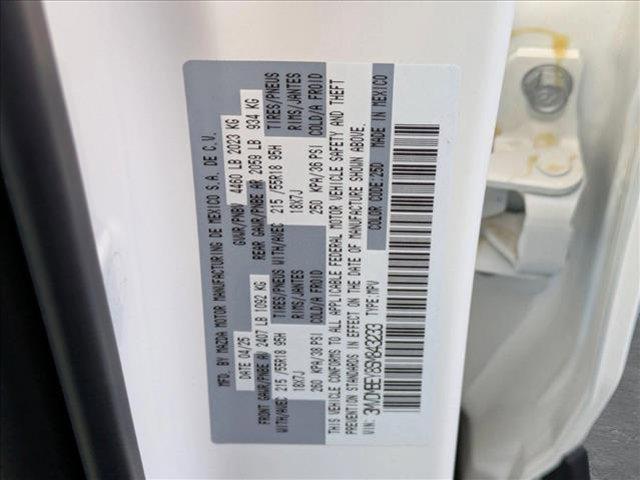 MFG. BY MAZDA MOTOR MANUFACTURING DE MEXICO S.A. DE C.V.
DATE 04/25 GVWR/PNBV 4460 LB 2023 KG
FRONT GAWR/PNBE AV 2407 LB 1092 KG REAR GAWR/PNBE AR 2059 LB 934 KG
WITH/AVEC 215/55R18 95H TIRES/PNEUS WITH/AVEC 215/55R18 95H TIRES/PNEUS
18X7J RIMS/JANTES 18X7J RIMS/JANTES
260 KPA/38 PSI COLD/A FROID 250 KPA/36 PSI COLD/A FROID
THIS VEHICLE CONFORMS TO ALL APPLICABLE FEDERAL MOTOR VEHICLE SAFETY AND THEFT
PREVENTION STANDARDS IN EFFECT ON THE DATE OF MANUFACTURE SHOWN ABOVE.
VIN: TYPE:MPV COLOR CODE:25D MADE IN MEXICO